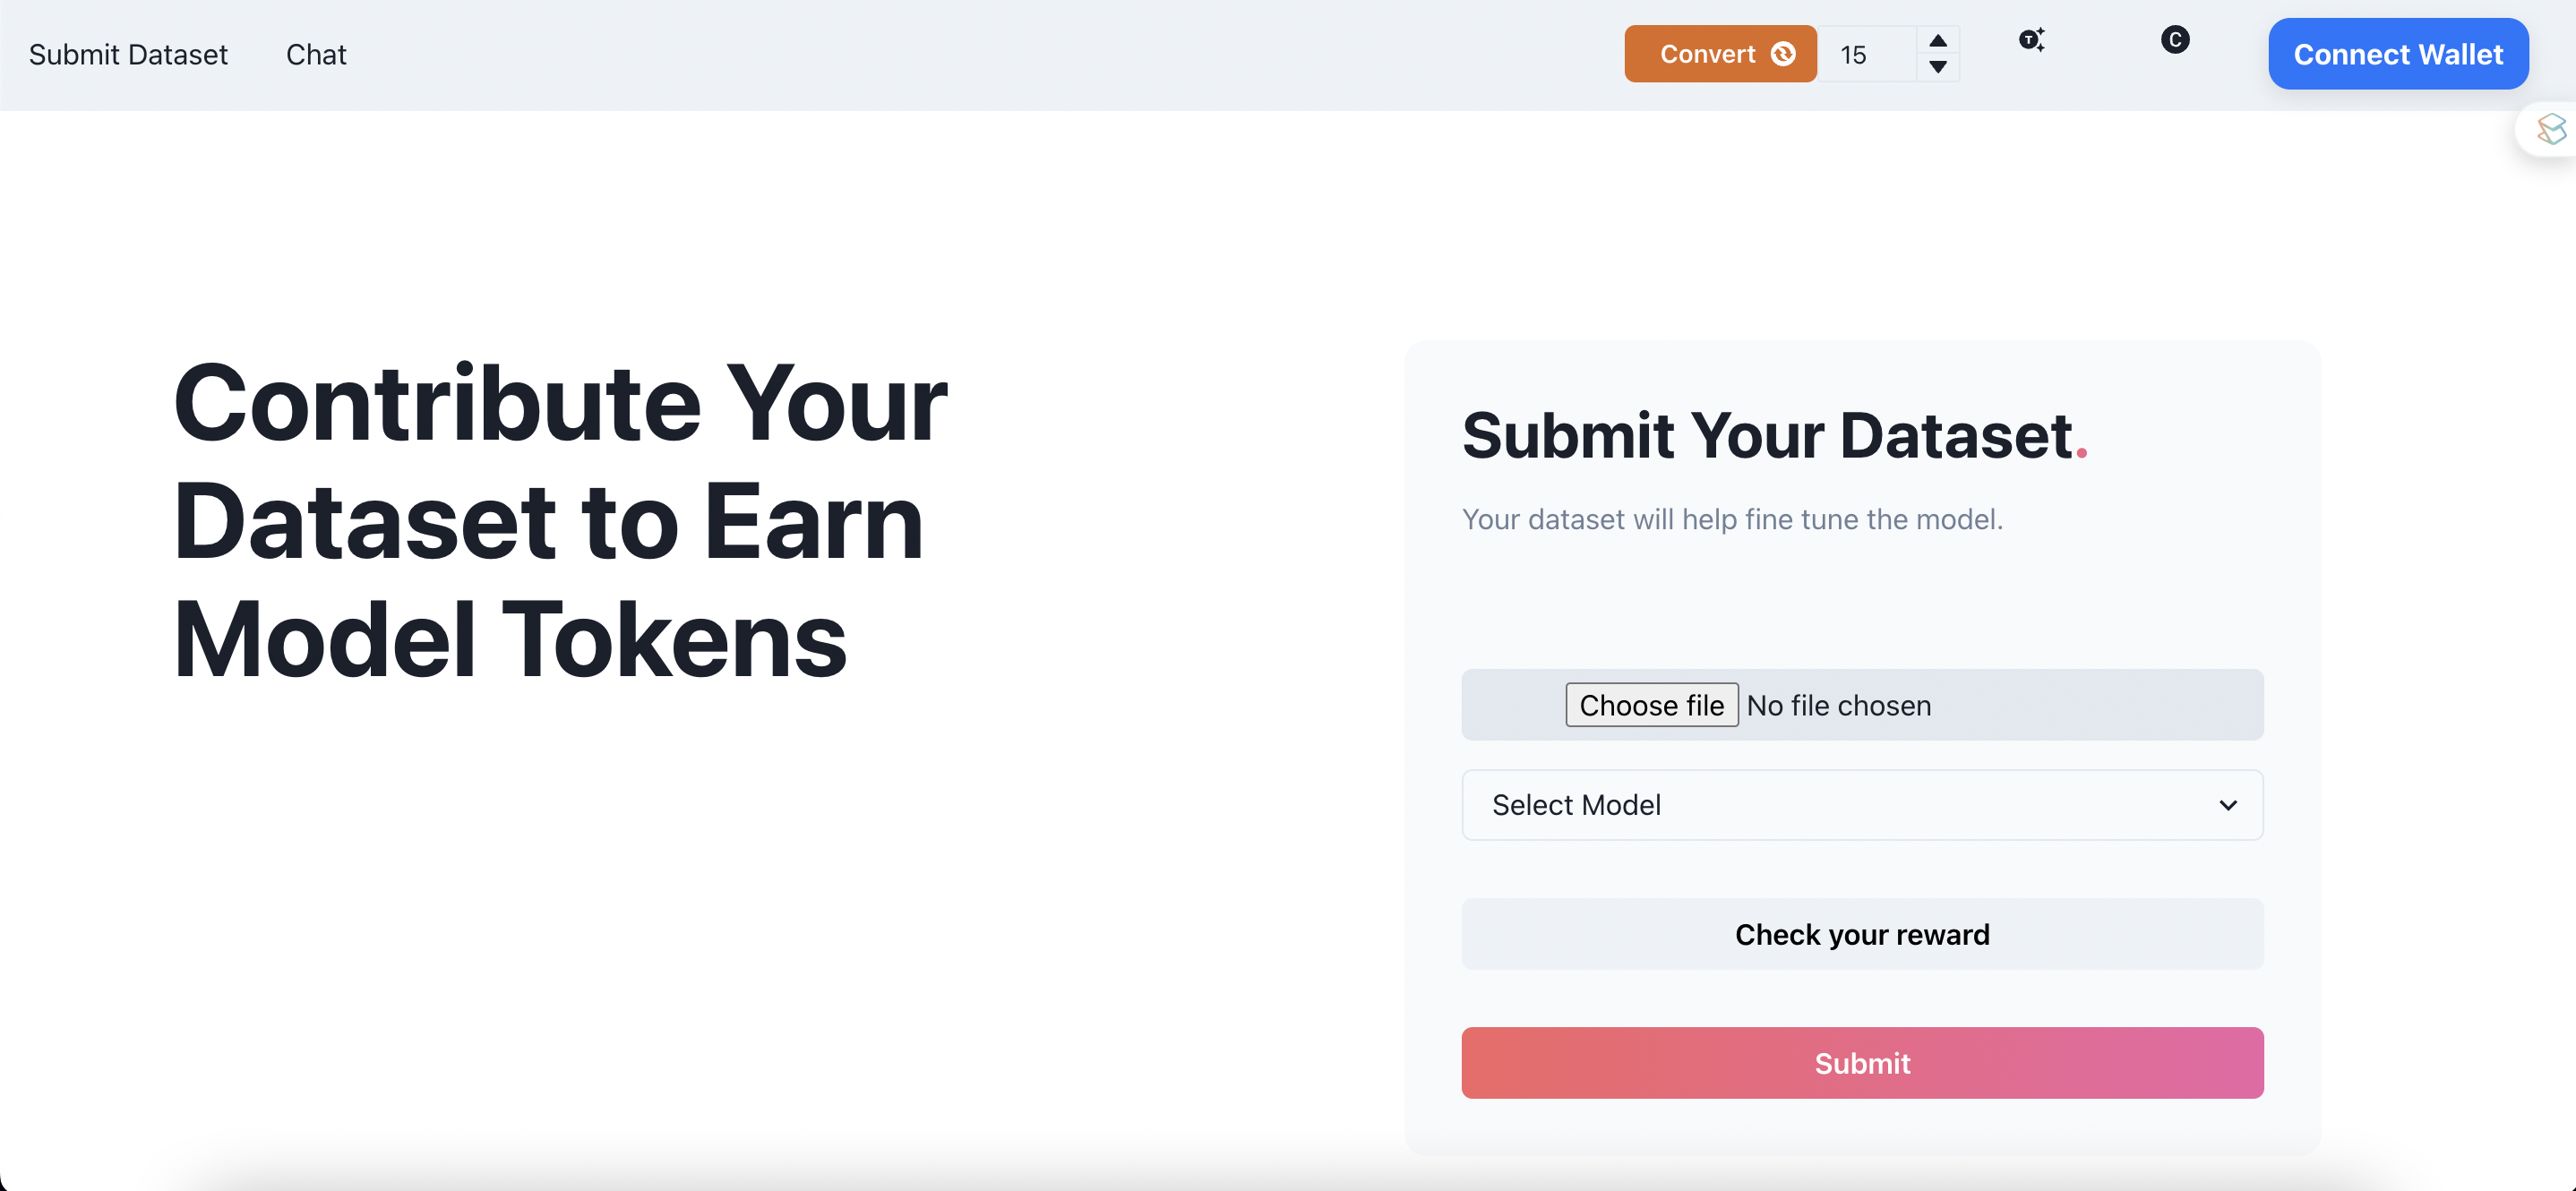 Submit Dataset
Chat
Convert
15
T
C
Connect Wallet
Contribute Your
Dataset to Earn
Model Tokens
Submit Your Dataset.
Your dataset will help fine tune the model.
Choose file No file chosen
Select Model
Check your reward
Submit